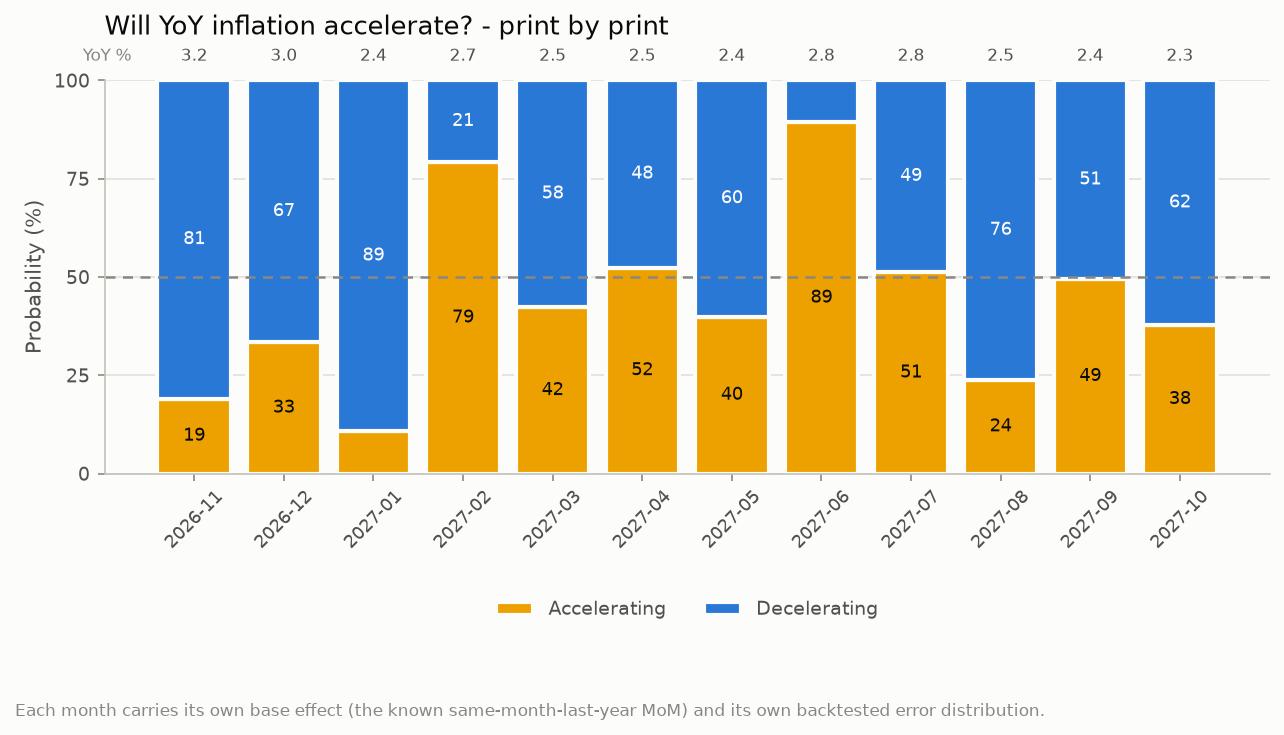 Will YoY inflation accelerate? - print by print
YoY % 3.2 3.0 2.4 2.7 2.5 2.5 2.4 2.8 2.8 2.5 2.4 2.3
Probability (%)
100
75
50
25
0
81 67 89 21 58 48 60 49 76 51 62
19 33 79 42 52 40 89 51 24 49 38
2026-11 2026-12 2027-01 2027-02 2027-03 2027-04 2027-05 2027-06 2027-07 2027-08 2027-09 2027-10
Accelerating Decelerating
Each month carries its own base effect (the known same-month-last-year MoM) and its own backtested error distribution.